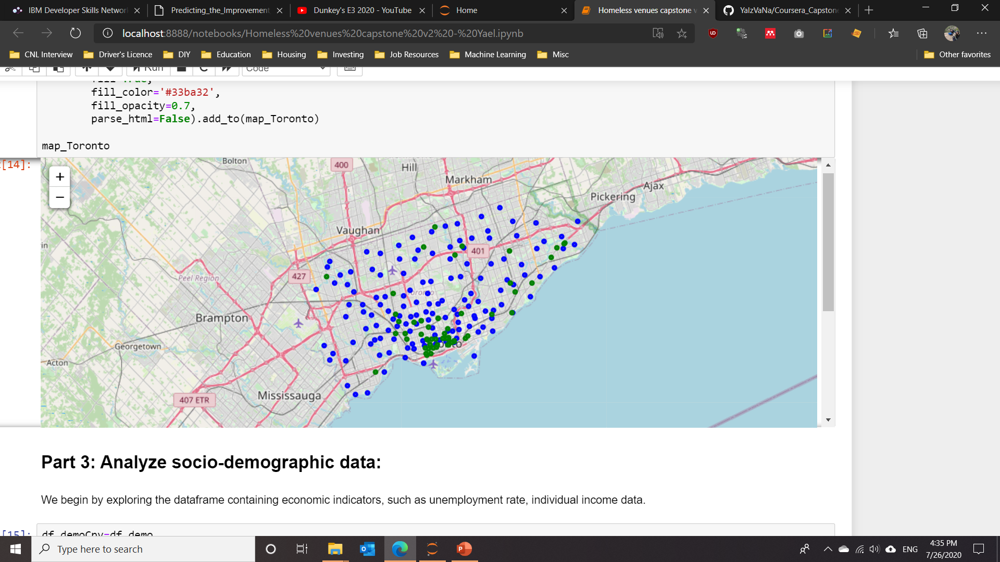 IBM Developer Skills Networ
Predicting_the_Improvement
Dunkey's E3 2020 - YouTube
Home
Homeless venues capstone v
YalzVaNa/Coursera_Capstone
localhost:8888/notebooks/Homeless%20venues%20capstone%20v2%20-%20Yael.ipynb
CNL Interview
Driver's Licence
DIY
Education
Housing
Investing
Job Resources
Machine Learning
Misc
Other favorites
Run
Code
fill=True,
fill_color='#33ba32',
fill_opacity=0.7,
parse_html=False).add_to(map_Toronto)
map_Toronto
[14]:
+
−
Bolton
400
Hill
Markham
Ajax
Pickering
Vaughan
401
427
Peel Region
Toronto
Brampton
Georgetown
Acton
Mississauga
407 ETR
Part 3: Analyze socio-demographic data:
We begin by exploring the dataframe containing economic indicators, such as unemployment rate, individual income data.
[15]:
df_demoCpy=df_demo
Type here to search
ENG
4:35 PM
7/26/2020